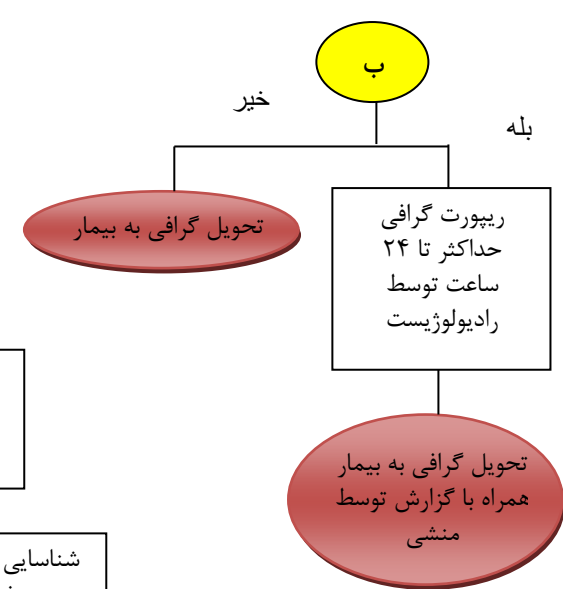 ب
خیر
بله
تحویل گرافی به بیمار
ریپورت گرافی
حداکثر تا ۲۴
ساعت توسط
رادیولوژیست
تحویل گرافی به بیمار
همراه با گزارش توسط
منشی
شناسایی